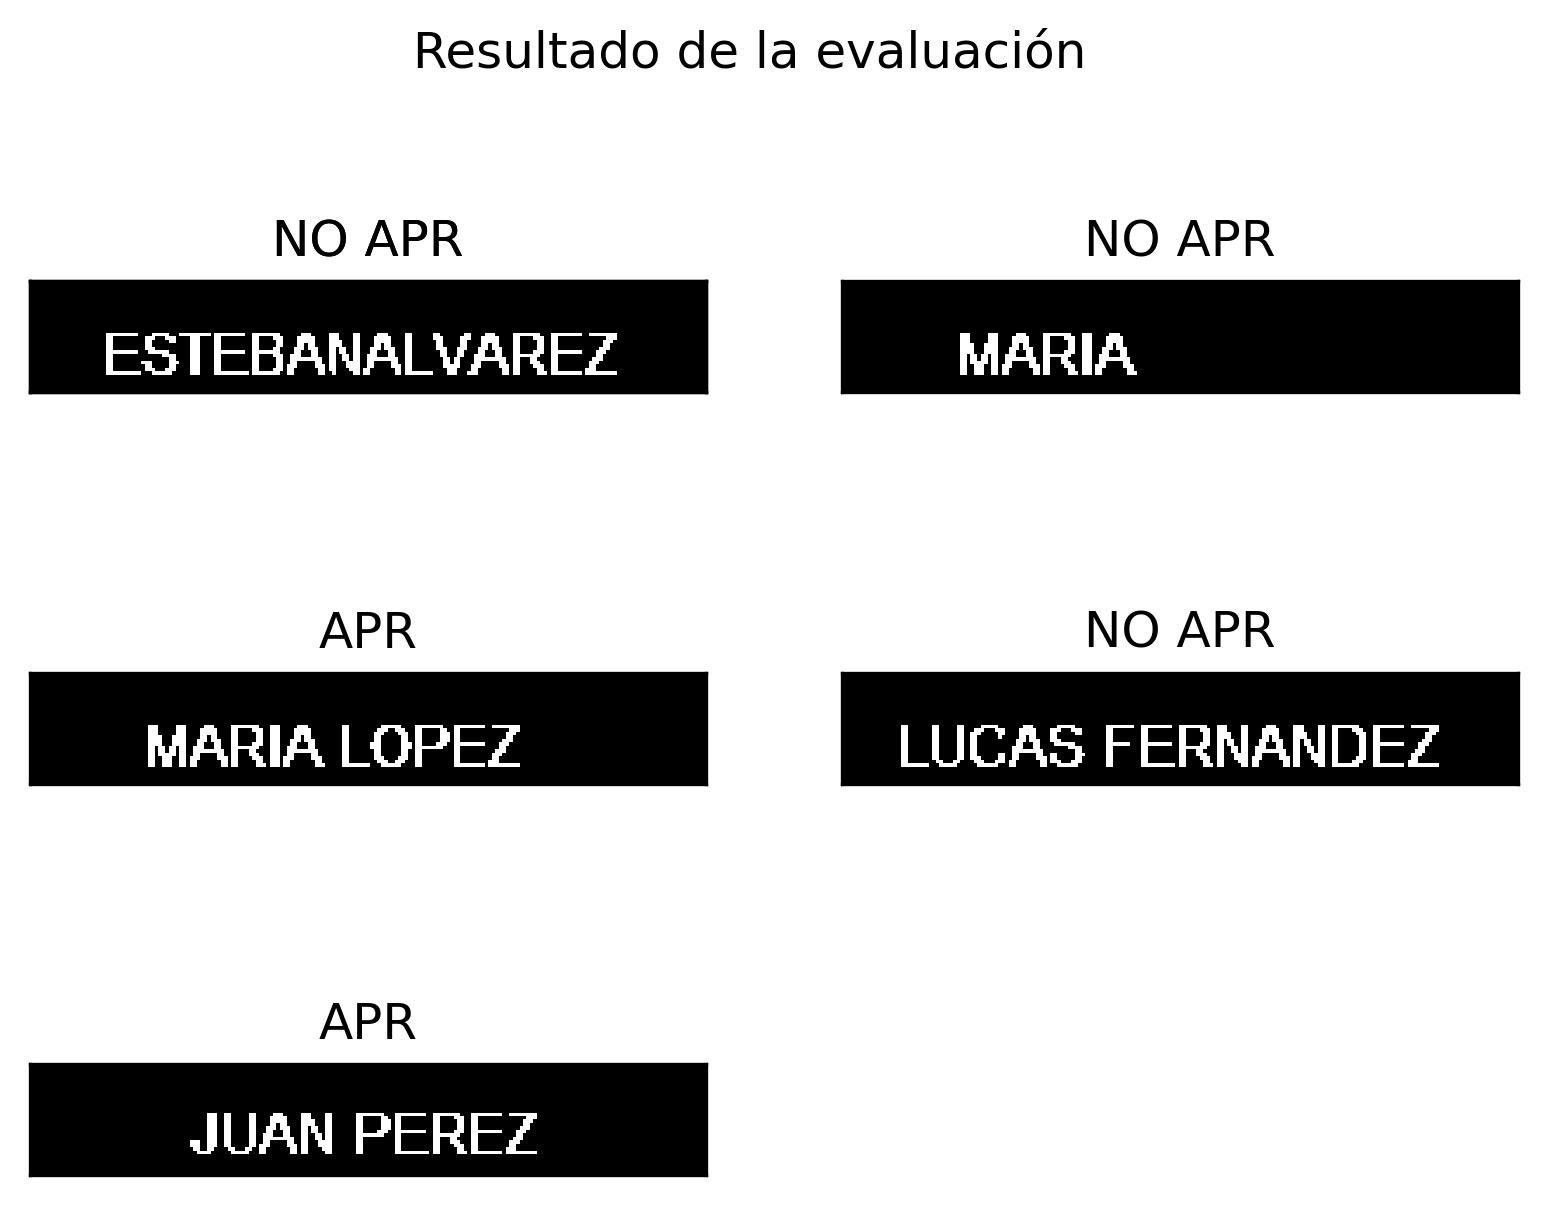 Resultado de la evaluación
NO APR
ESTEBANALVAREZ
NO APR
MARIA
APR
MARIA LOPEZ
NO APR
LUCAS FERNANDEZ
APR
JUAN PEREZ